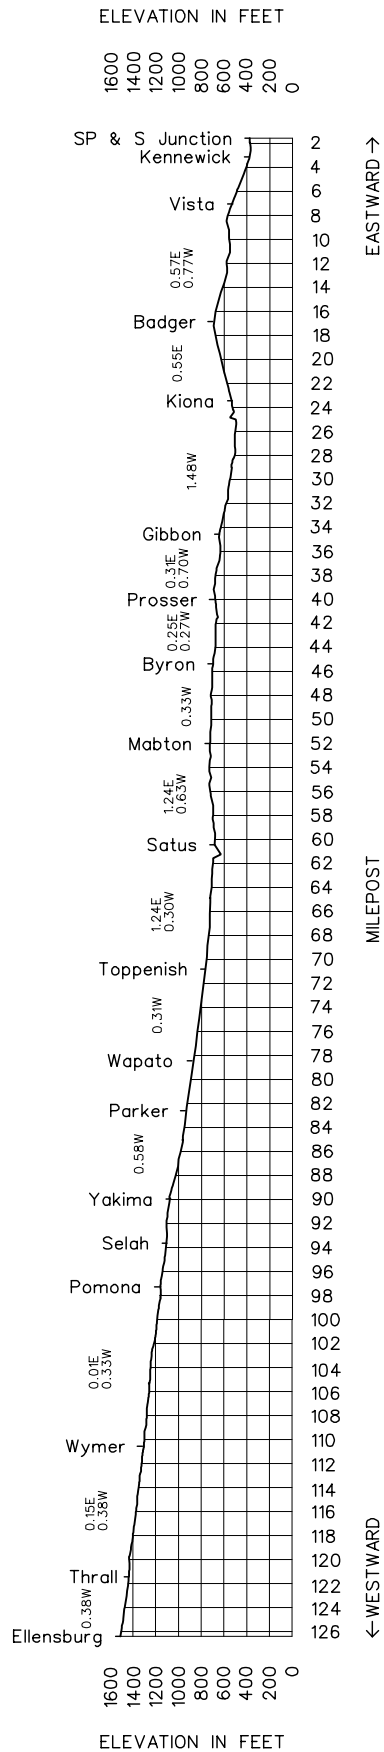 ELEVATION IN FEET
1600 1400 1200 1000 800 600 400 200 0
SP & S Junction
2
EASTWARD →
Kennewick
4
6
Vista
8
10
0.57E
0.77W
12
14
16
Badger
18
0.55E
20
22
Kiona
24
26
28
1.48W
30
32
34
Gibbon
36
0.31E
0.70W
38
Prosser
40
0.25E
0.27W
42
44
Byron
46
0.33W
48
50
Mabton
52
54
1.24E
0.63W
56
58
60
Satus
62
MILEPOST
64
1.24E
0.30W
66
68
70
Toppenish
72
0.31W
74
76
Wapato
78
80
Parker
82
84
0.58W
86
88
Yakima
90
92
Selah
94
96
Pomona
98
100
102
0.01E
0.33W
104
106
108
Wymer
110
112
114
0.15E
0.38W
116
118
120
Thrall
122
0.38W
124
← WESTWARD
Ellensburg
126
1600 1400 1200 1000 800 600 400 200 0
ELEVATION IN FEET